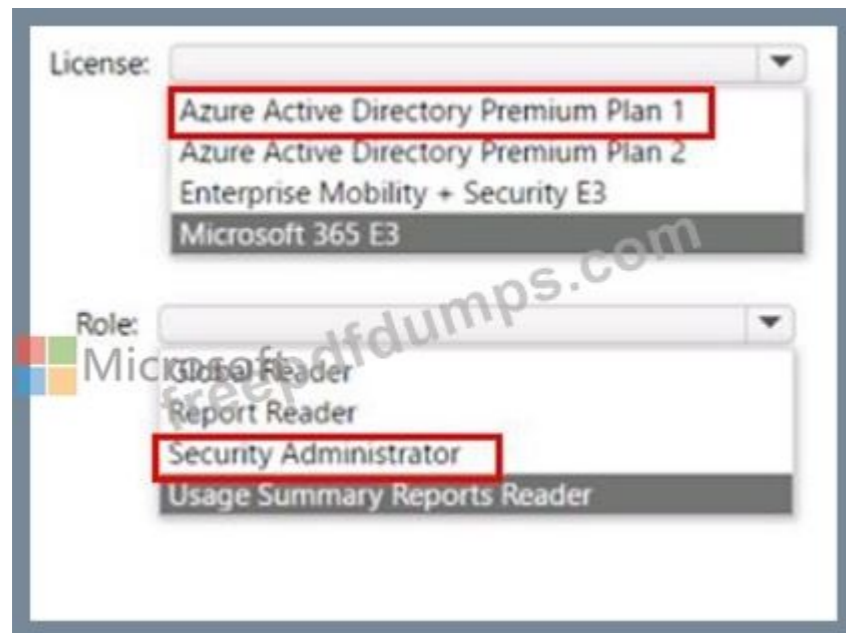 License:
Azure Active Directory Premium Plan 1
Azure Active Directory Premium Plan 2
Enterprise Mobility + Security E3
Microsoft 365 E3
freepdfdumps.com
Role:
Microsoft
Global Reader
Report Reader
Security Administrator
Usage Summary Reports Reader